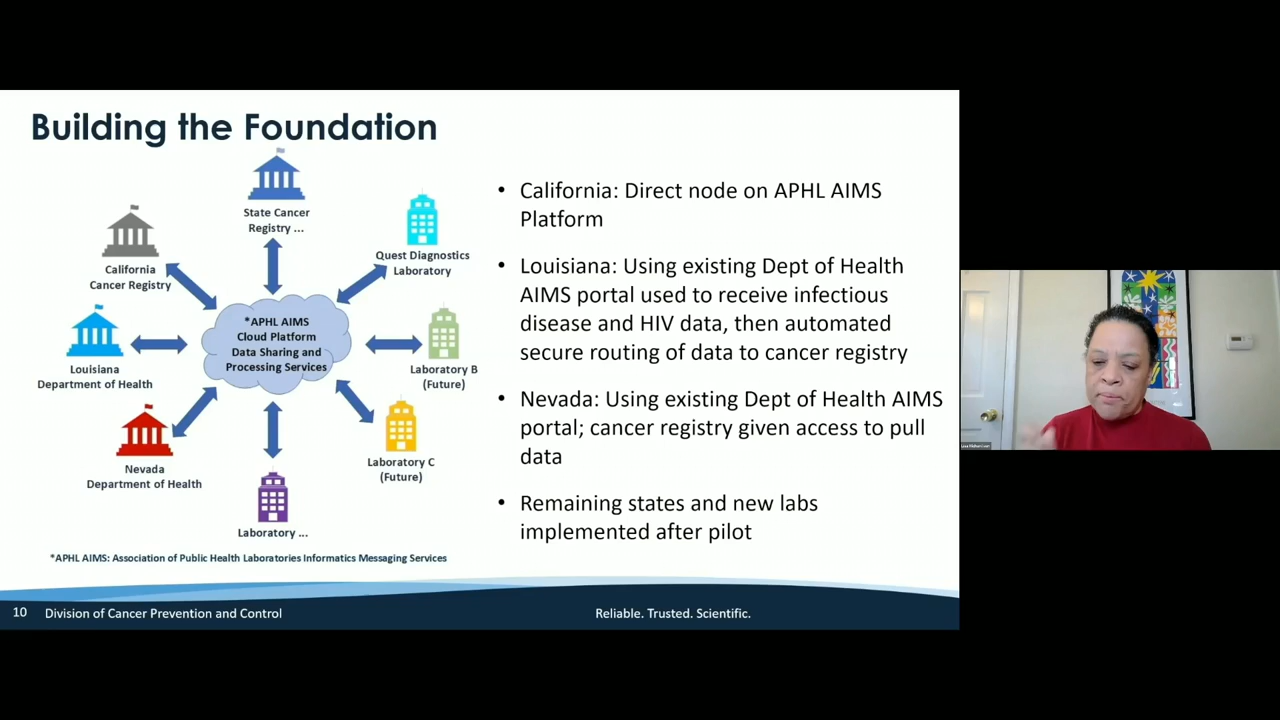 Building the Foundation
State Cancer
Registry ...
Quest Diagnostics
Laboratory
California
Cancer Registry
*APHL AIMS
Cloud Platform
Data Sharing and
Processing Services
Louisiana
Department of Health
Laboratory B
(Future)
Nevada
Department of Health
Laboratory C
(Future)
Laboratory ...
*APHL AIMS: Association of Public Health Laboratories Informatics Messaging Services
• California: Direct node on APHL AIMS
Platform
• Louisiana: Using existing Dept of Health
AIMS portal used to receive infectious
disease and HIV data, then automated
secure routing of data to cancer registry
• Nevada: Using existing Dept of Health AIMS
portal; cancer registry given access to pull
data
• Remaining states and new labs
implemented after pilot
10 Division of Cancer Prevention and Control
Reliable. Trusted. Scientific.